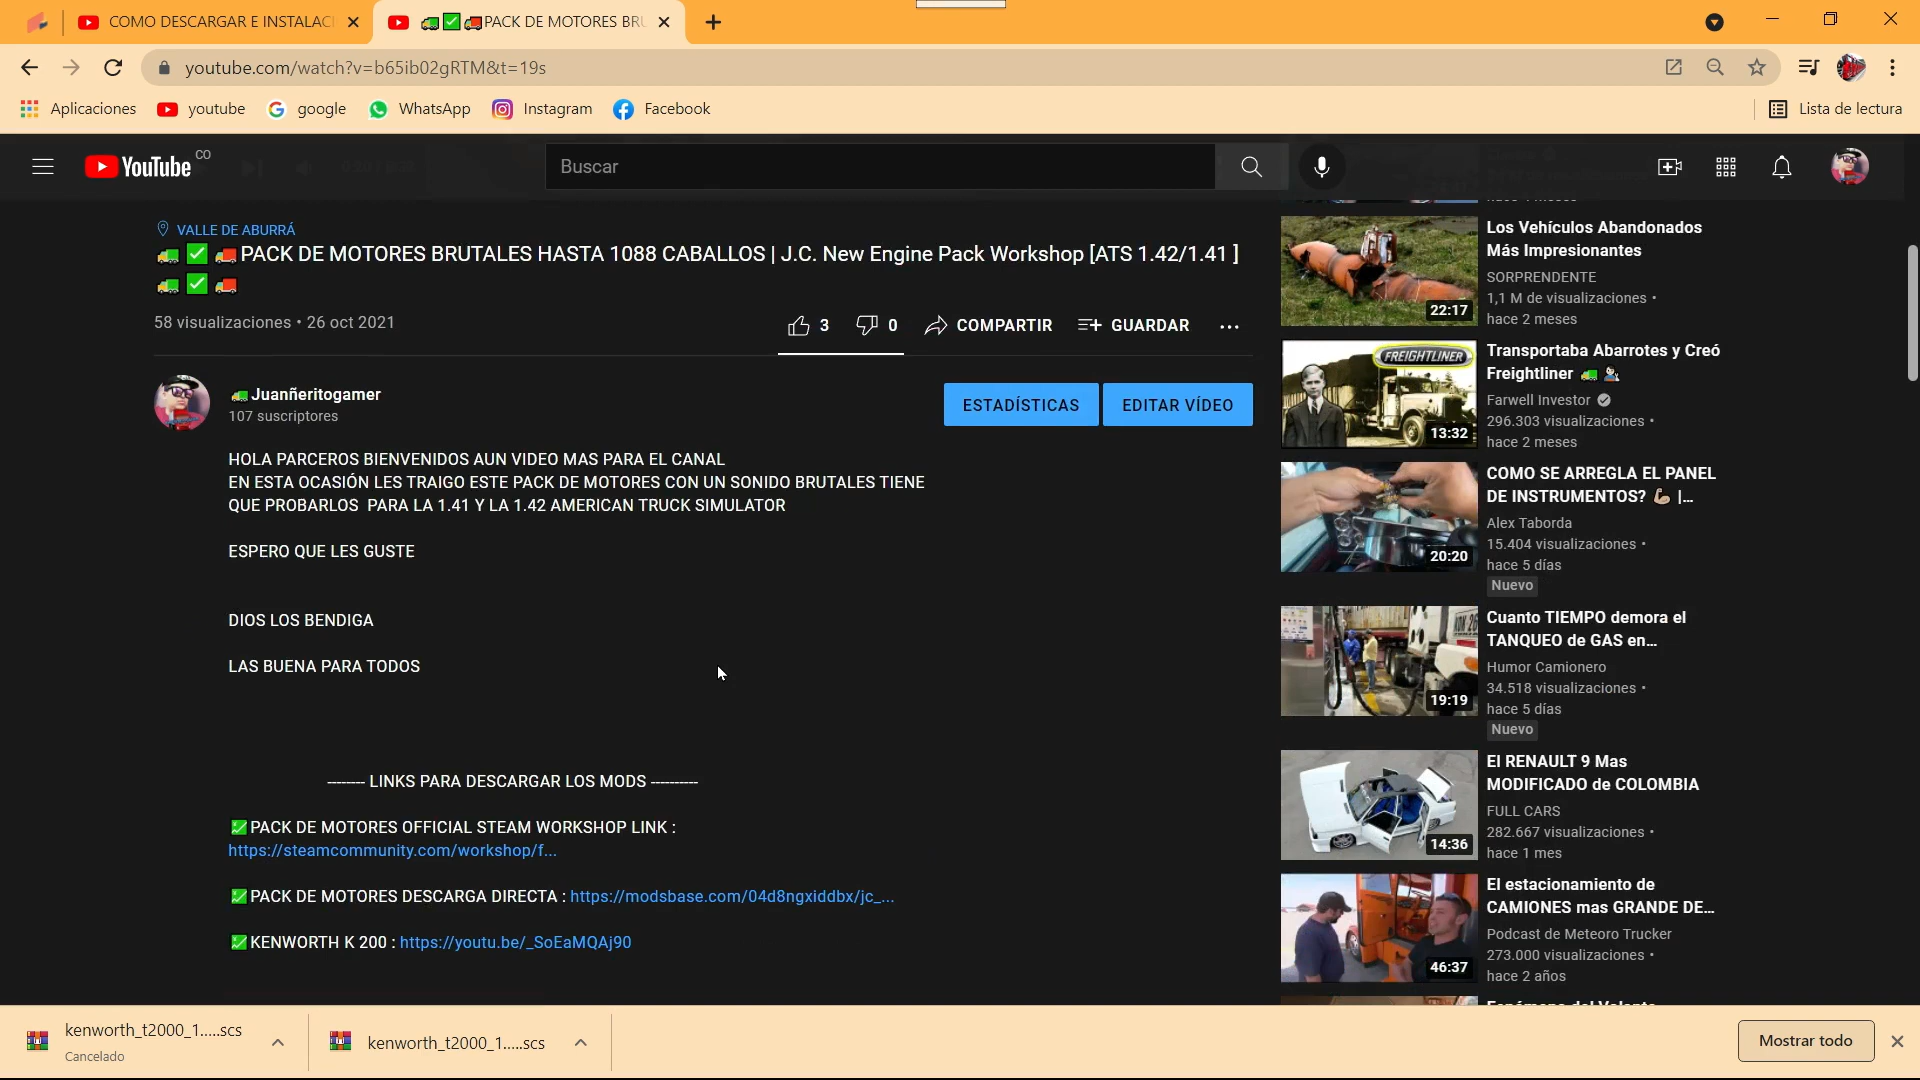 COMO DESCARGAR E INSTALAC
🚛✅🚚PACK DE MOTORES BRU
youtube.com/watch?v=b65ib02gRTM&t=19s
Aplicaciones
youtube
google
WhatsApp
Instagram
Facebook
Lista de lectura
YouTube CO
Buscar
VALLE DE ABURRÁ
🚛✅🚚PACK DE MOTORES BRUTALES HASTA 1088 CABALLOS | J.C. New Engine Pack Workshop [ATS 1.42/1.41 ]
🚛✅🚚
58 visualizaciones • 26 oct 2021
3
0
COMPARTIR
GUARDAR
🚛Juanñeritogamer
107 suscriptores
ESTADÍSTICAS
EDITAR VÍDEO
HOLA PARCEROS BIENVENIDOS AUN VIDEO MAS PARA EL CANAL
EN ESTA OCASIÓN LES TRAIGO ESTE PACK DE MOTORES CON UN SONIDO BRUTALES TIENE
QUE PROBARLOS PARA LA 1.41 Y LA 1.42 AMERICAN TRUCK SIMULATOR
ESPERO QUE LES GUSTE
DIOS LOS BENDIGA
LAS BUENA PARA TODOS
-------- LINKS PARA DESCARGAR LOS MODS ----------
💹PACK DE MOTORES OFFICIAL STEAM WORKSHOP LINK :
https://steamcommunity.com/workshop/f...
💹PACK DE MOTORES DESCARGA DIRECTA : https://modsbase.com/04d8ngxiddbx/jc_...
💹KENWORTH K 200 : https://youtu.be/_SoEaMQAj90
22:17
Los Vehículos Abandonados
Más Impresionantes
SORPRENDENTE
1,1 M de visualizaciones •
hace 2 meses
FREIGHTLINER
13:32
Transportaba Abarrotes y Creó
Freightliner 🚛 👨🏻‍🎨
Farwell Investor
296.303 visualizaciones •
hace 2 meses
20:20
COMO SE ARREGLA EL PANEL
DE INSTRUMENTOS? 💪🏽 |...
Alex Taborda
15.404 visualizaciones •
hace 5 días
Nuevo
19:19
Cuanto TIEMPO demora el
TANQUEO de GAS en...
Humor Camionero
34.518 visualizaciones •
hace 5 días
Nuevo
14:36
El RENAULT 9 Mas
MODIFICADO de COLOMBIA
FULL CARS
282.667 visualizaciones •
hace 1 mes
46:37
El estacionamiento de
CAMIONES mas GRANDE DE...
Podcast de Meteoro Trucker
273.000 visualizaciones •
hace 2 años
kenworth_t2000_1.....scs
Cancelado
kenworth_t2000_1.....scs
Mostrar todo